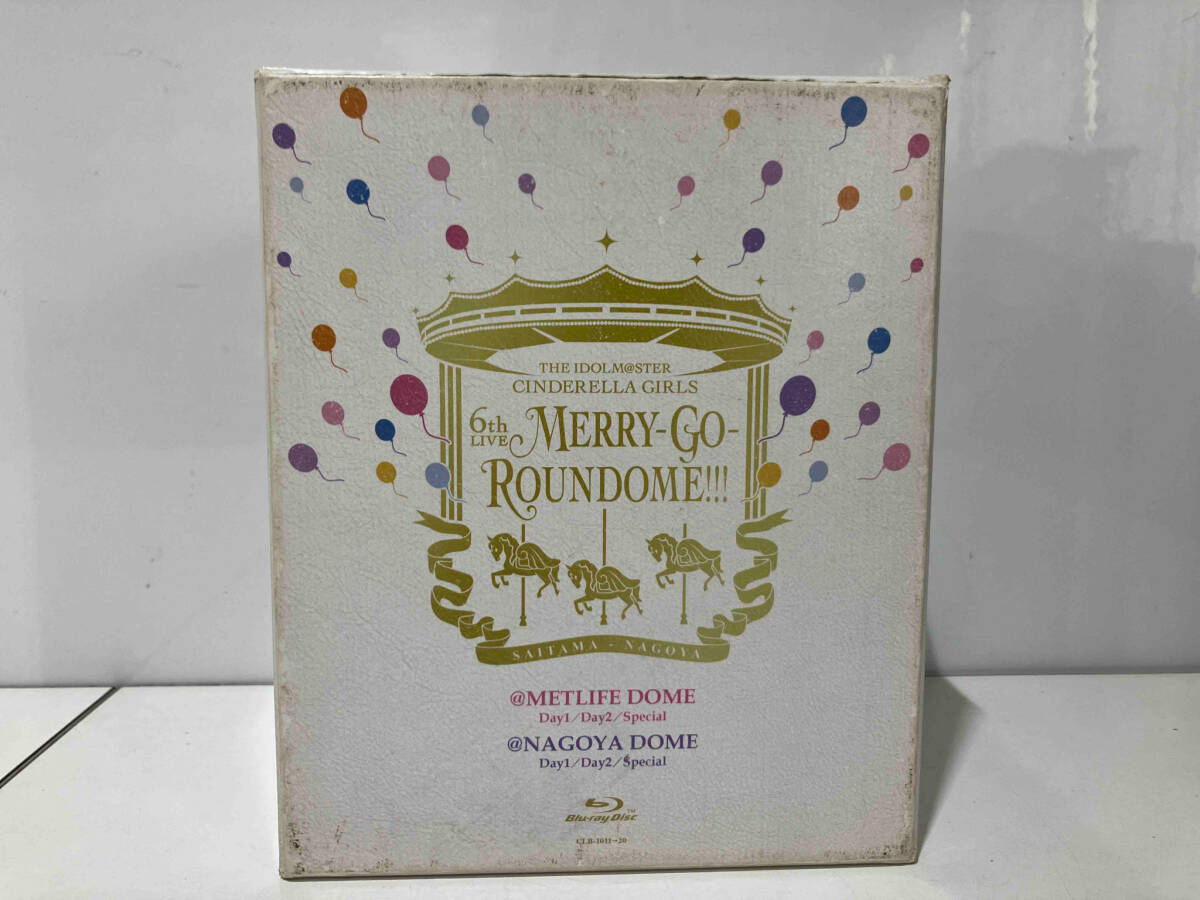 THE IDOLM@STER
CINDERELLA GIRLS
6th LIVE MERRY-GO-
ROUNDOME!!!
SAITAMA - NAGOYA
@METLIFE DOME
Day1/Day2/Special
@NAGOYA DOME
Day1/Day2/Special
Blu-ray Disc™